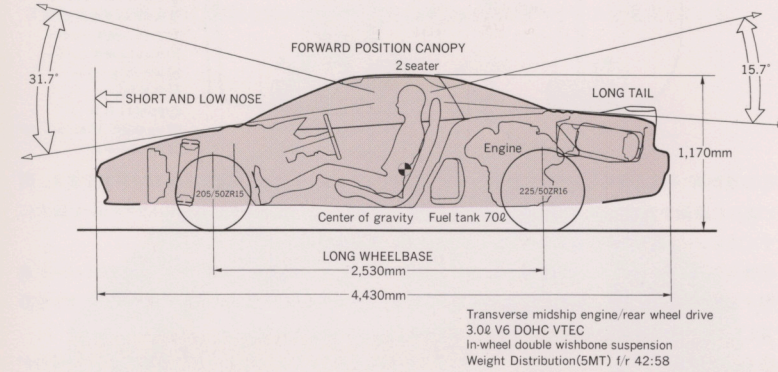 FORWARD POSITION CANOPY
2 seater
31.7°
15.7°
SHORT AND LOW NOSE
LONG TAIL
Engine
1,170mm
205/50ZR15
225/50ZR16
Center of gravity
Fuel tank 70ℓ
LONG WHEELBASE
2,530mm
4,430mm
Transverse midship engine/rear wheel drive
3.0ℓ V6 DOHC VTEC
In-wheel double wishbone suspension
Weight Distribution(5MT) f/r 42:58